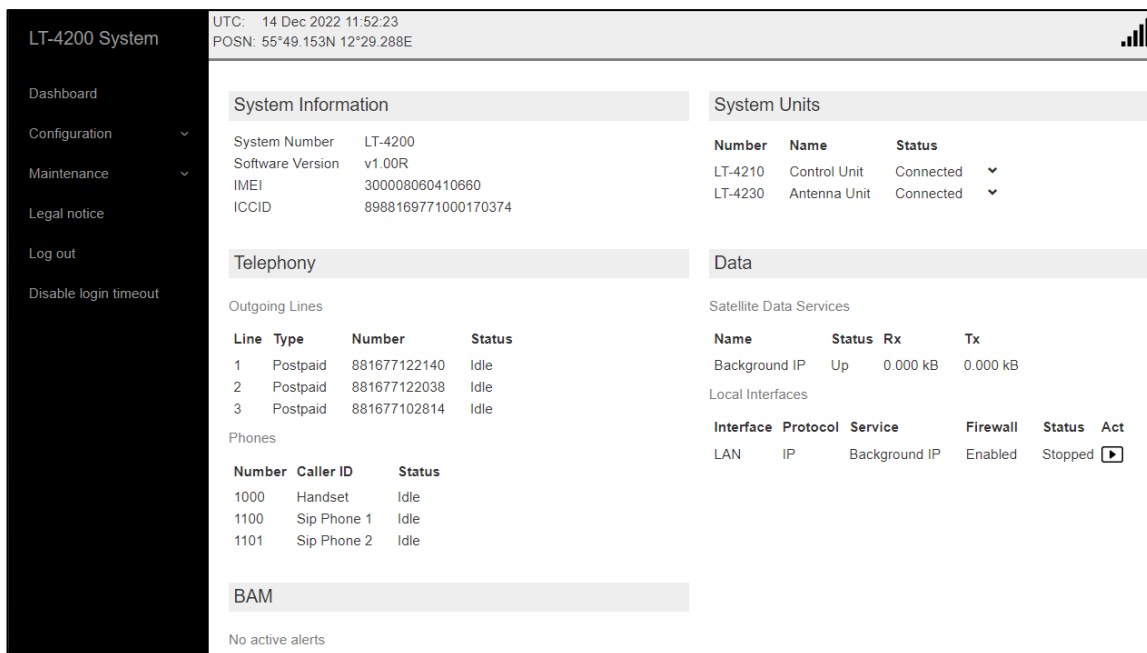 LT-4200 System
Dashboard
Configuration
Maintenance
Legal notice
Log out
Disable login timeout
UTC: 14 Dec 2022 11:52:23
POSN: 55°49.153N 12°29.288E
System Information
System Number LT-4200
Software Version v1.00R
IMEI 300008060410660
ICCID 8988169771000170374
System Units
Number Name Status
LT-4210 Control Unit Connected
LT-4230 Antenna Unit Connected
Telephony
Outgoing Lines
Line Type Number Status
1 Postpaid 881677122140 Idle
2 Postpaid 881677122038 Idle
3 Postpaid 881677102814 Idle
Phones
Number Caller ID Status
1000 Handset Idle
1100 Sip Phone 1 Idle
1101 Sip Phone 2 Idle
Data
Satellite Data Services
Name Status Rx Tx
Background IP Up 0.000 kB 0.000 kB
Local Interfaces
Interface Protocol Service Firewall Status Act
LAN IP Background IP Enabled Stopped
BAM
No active alerts